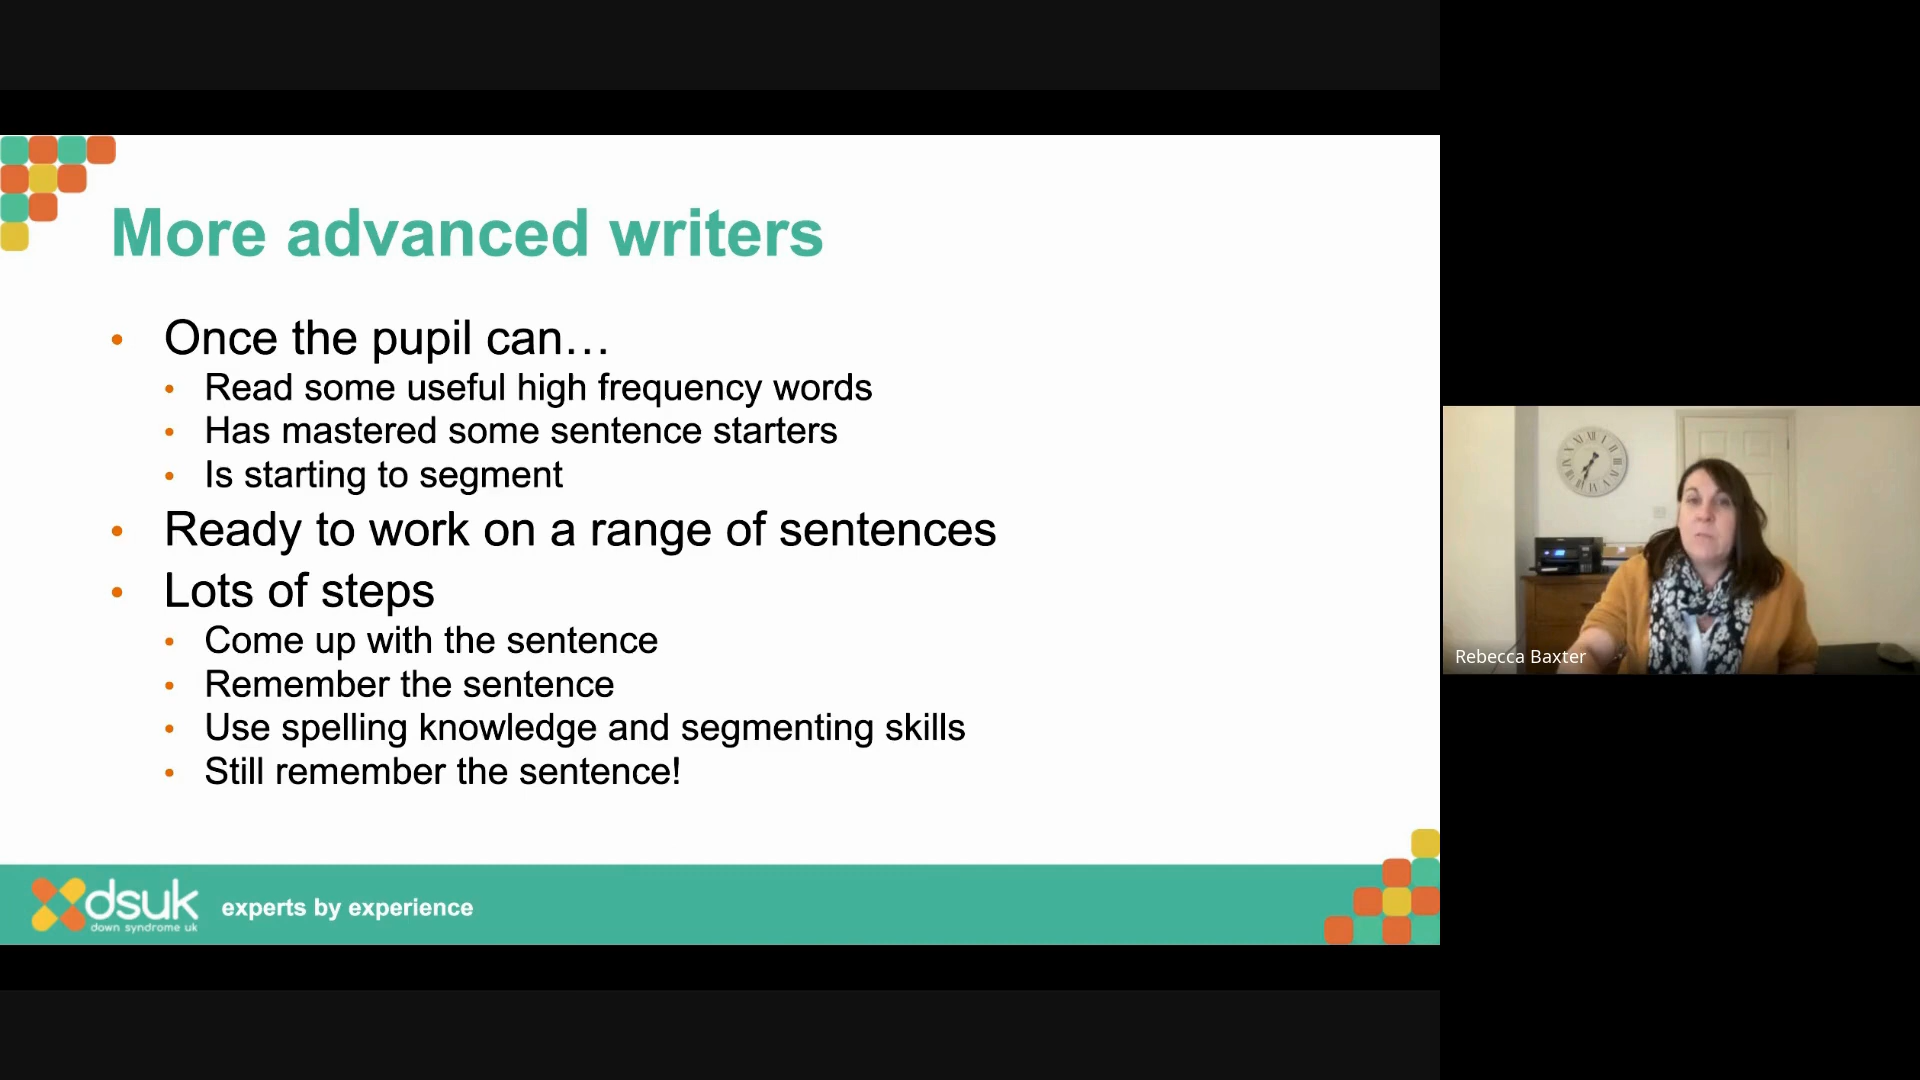 More advanced writers
• Once the pupil can…
• Read some useful high frequency words
• Has mastered some sentence starters
• Is starting to segment
• Ready to work on a range of sentences
• Lots of steps
• Come up with the sentence
• Remember the sentence
• Use spelling knowledge and segmenting skills
• Still remember the sentence!
dsuk
down syndrome uk
experts by experience
Rebecca Baxter